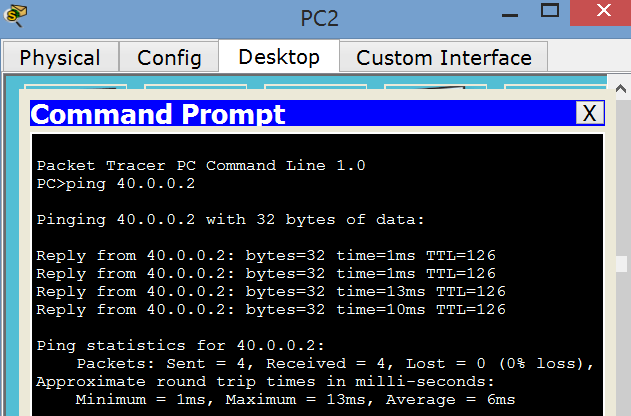 PC2
Physical Config Desktop Custom Interface
Command Prompt X
Packet Tracer PC Command Line 1.0
PC>ping 40.0.0.2
Pinging 40.0.0.2 with 32 bytes of data:
Reply from 40.0.0.2: bytes=32 time=1ms TTL=126
Reply from 40.0.0.2: bytes=32 time=1ms TTL=126
Reply from 40.0.0.2: bytes=32 time=13ms TTL=126
Reply from 40.0.0.2: bytes=32 time=10ms TTL=126
Ping statistics for 40.0.0.2:
Packets: Sent = 4, Received = 4, Lost = 0 (0% loss),
Approximate round trip times in milli-seconds:
Minimum = 1ms, Maximum = 13ms, Average = 6ms